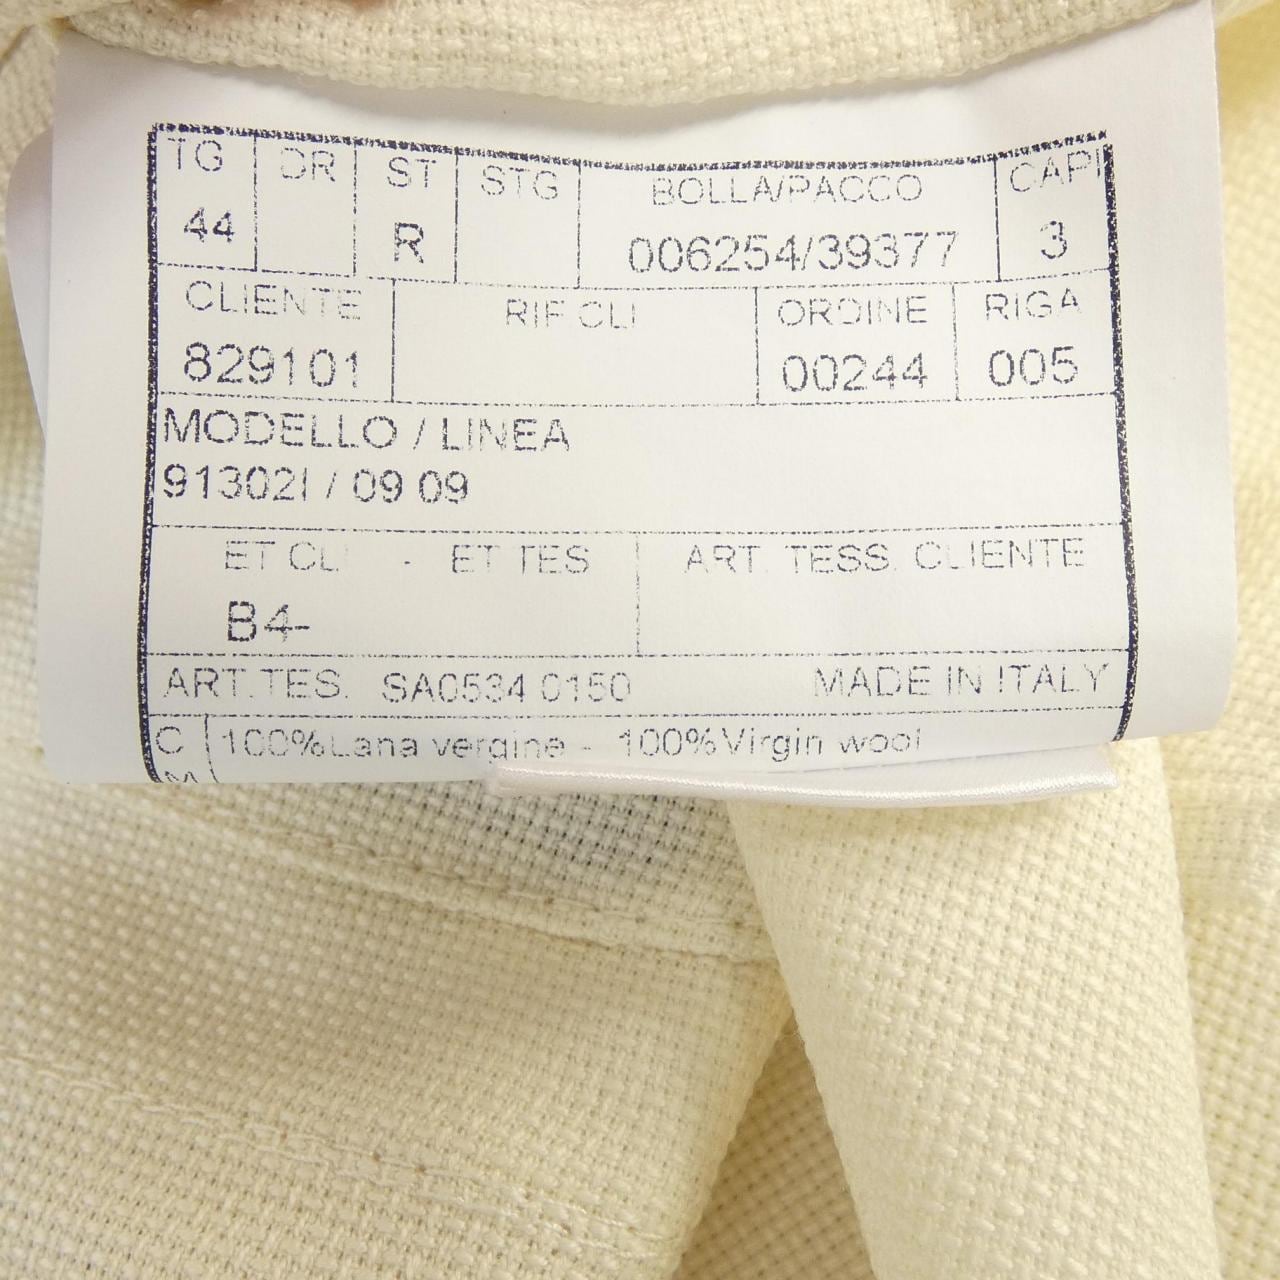 TG DR ST STG BOLLA/PACCO CAPI
44 R 006254/39377 3
CLIENTE RIF CLI ORDINE RIGA
829101 00244 005
MODELLO / LINEA
91302I / 09 09
ET CLI - ET TES ART. TESS. CLIENTE
B4-
ART.TES. SA0534 0150 MADE IN ITALY
C 100%Lana vergine - 100%Virgin wool
M